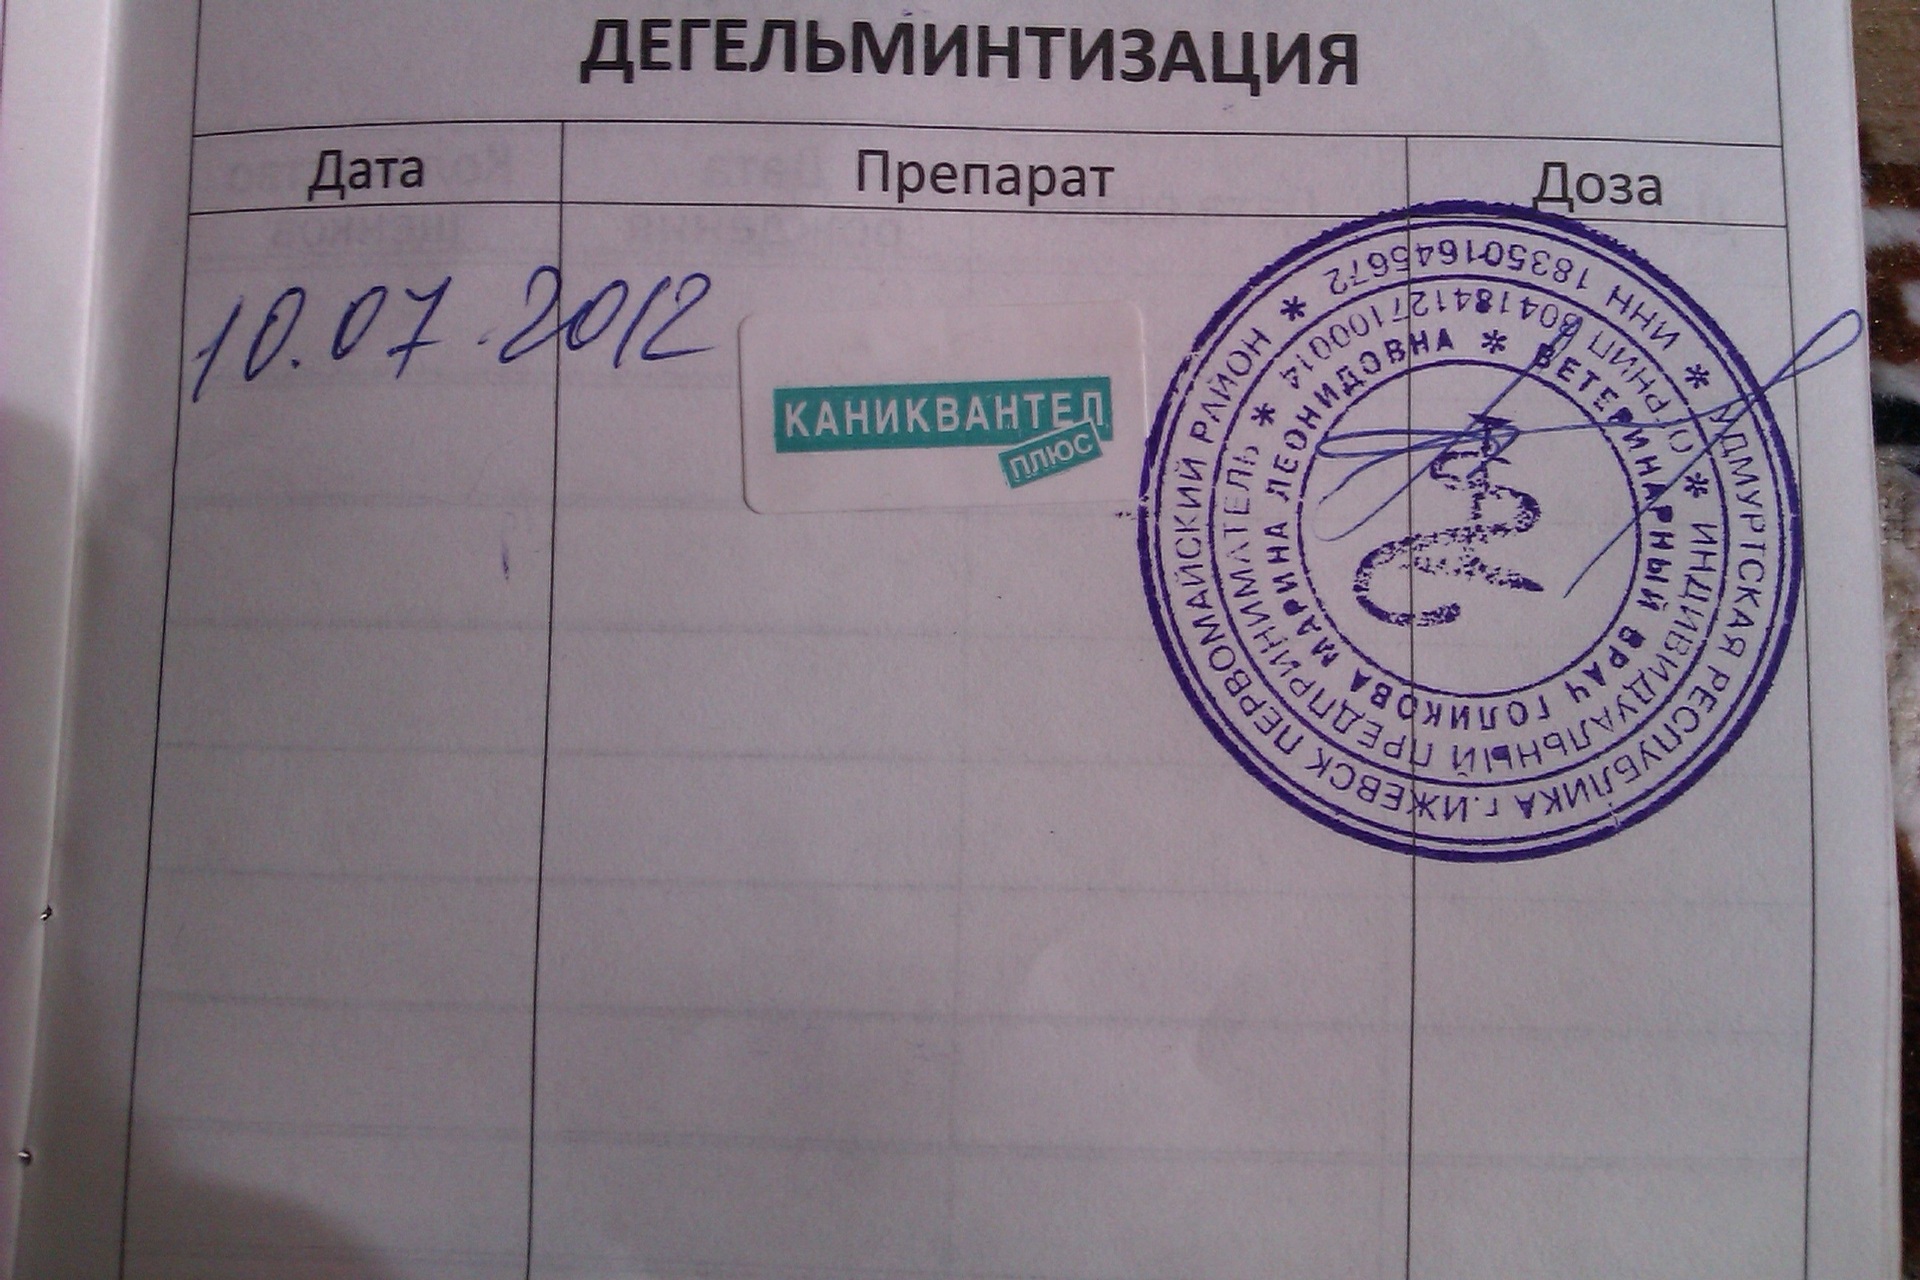 ДЕГЕЛЬМИНТИЗАЦИЯ
Дата Препарат Доза
10.07.2012
КАНИКВАНТЕЛ
ПЛЮС
УДМУРТСКАЯ РЕСПУБЛИКА г.ИЖЕВСК ПЕРВОМАЙСКИЙ РАЙОН * ИНН 183501645672 *
ИНДИВИДУАЛЬНЫЙ ПРЕДПРИНИМАТЕЛЬ * ОГРНИП 304184127100014 *
ВЕТЕРИНАРНЫЙ ВРАЧ ГОЛИКОВА МАРИНА ЛЕОНИДОВНА *